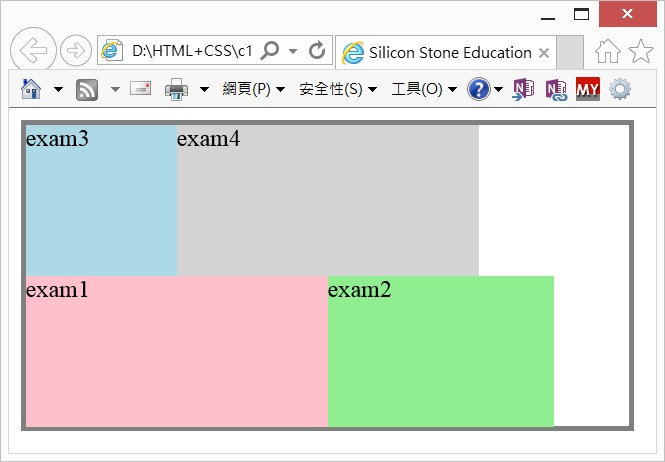 D:\HTML+CSS\c1
Silicon Stone Education
網頁(P) 安全性(S) 工具(O) ? N N MY
exam3 exam4
exam1 exam2